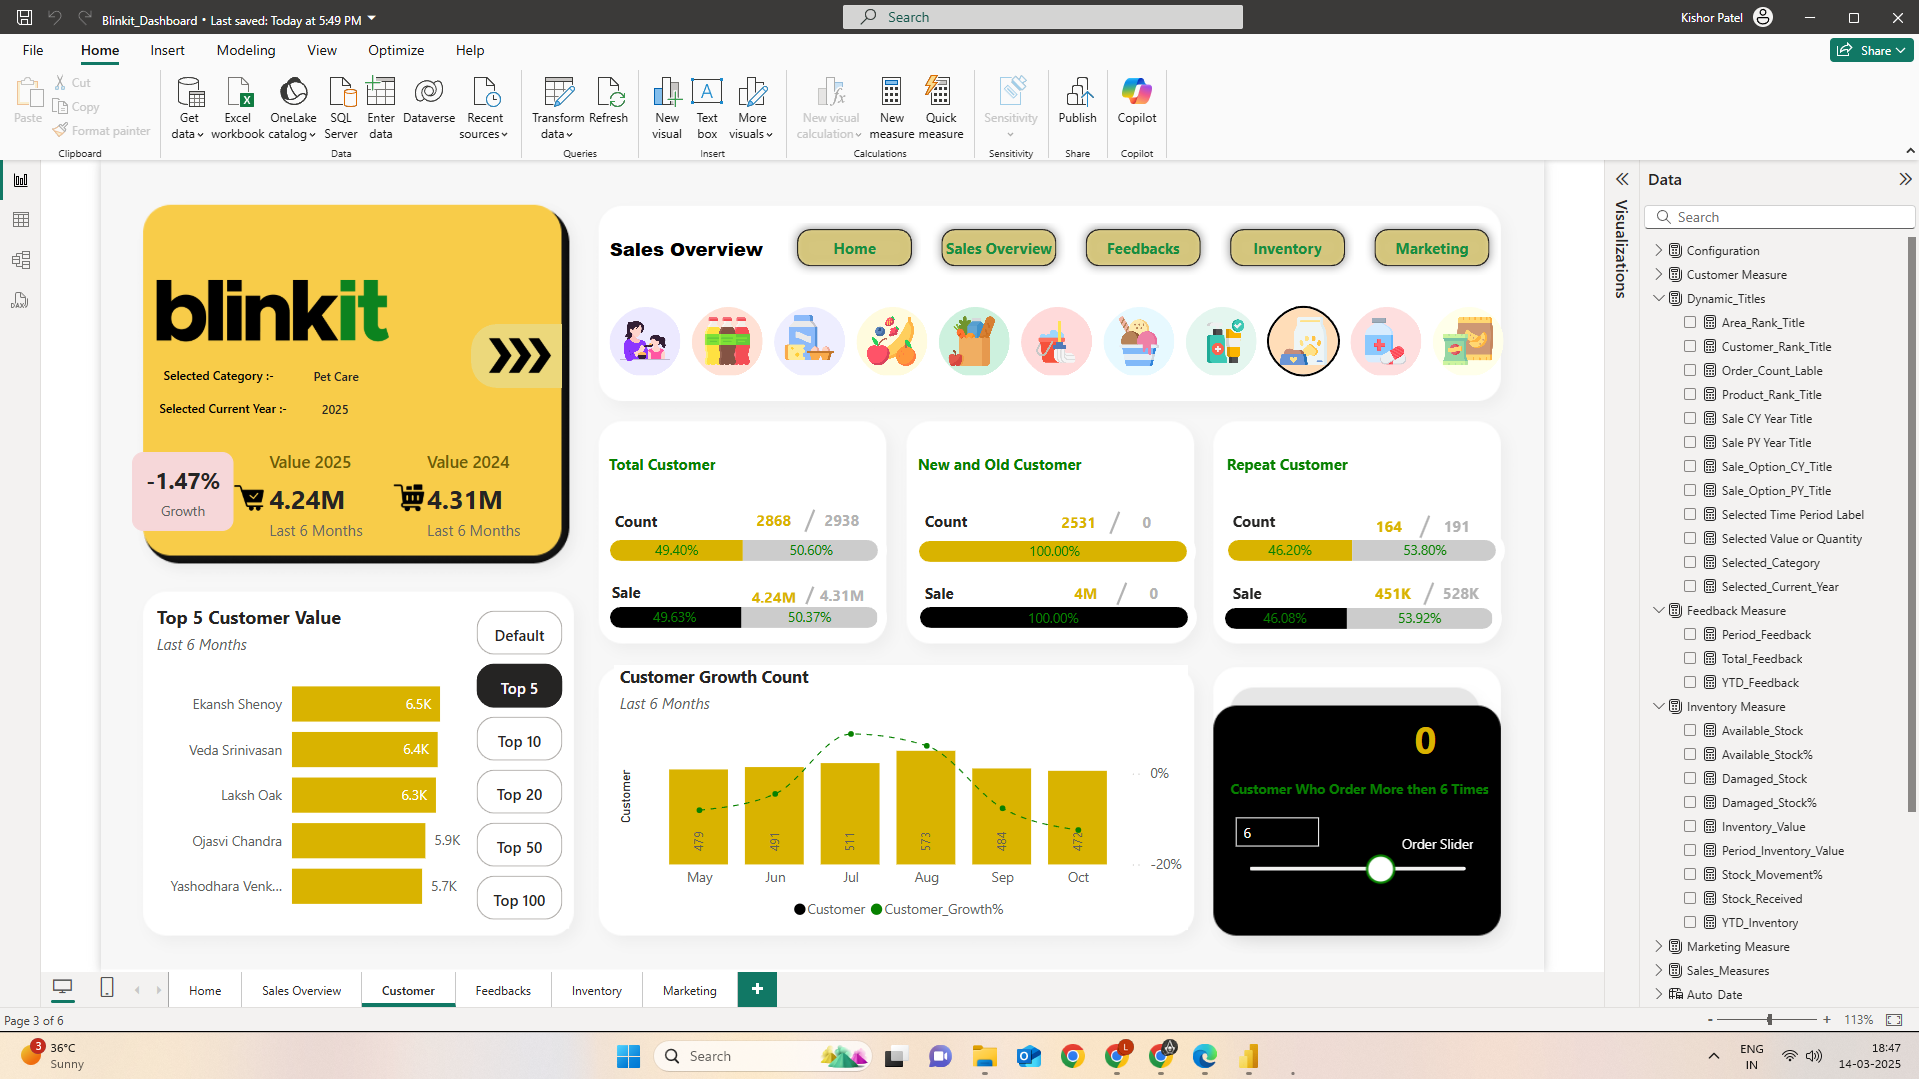 Blinkit_Dashboard • Last saved: Today at 5:49 PM
Search
Kishor Patel
File
Home
Insert
Modeling
View
Optimize
Help
Share
Paste
Cut
Copy
Format painter
Clipboard
Get data
Excel workbook
OneLake catalog
SQL Server
Enter data
Dataverse
Recent sources
Data
Transform data
Refresh
Queries
New visual
Text box
More visuals
Insert
New visual calculation
New measure
Quick measure
Calculations
Sensitivity
Sensitivity
Publish
Share
Copilot
Copilot
blinkit
Selected Category :-
Pet Care
Selected Current Year :-
2025
-1.47%
Growth
Value 2025
4.24M
Last 6 Months
Value 2024
4.31M
Last 6 Months
Sales Overview
Home
Sales Overview
Feedbacks
Inventory
Marketing
Total Customer
Count
2868 / 2938
49.40%
50.60%
Sale
4.24M / 4.31M
49.63%
50.37%
New and Old Customer
Count
2531 / 0
100.00%
Sale
4M / 0
100.00%
Repeat Customer
Count
164 / 191
46.20%
53.80%
Sale
451K / 528K
46.08%
53.92%
Top 5 Customer Value
Last 6 Months
Ekansh Shenoy
6.5K
Veda Srinivasan
6.4K
Laksh Oak
6.3K
Ojasvi Chandra
5.9K
Yashodhara Venk...
5.7K
Default
Top 5
Top 10
Top 20
Top 50
Top 100
Customer Growth Count
Last 6 Months
Customer
479
491
511
573
484
472
0%
-20%
May
Jun
Jul
Aug
Sep
Oct
Customer
Customer_Growth%
0
Customer Who Order More then 6 Times
6
Order Slider
Visualizations
Data
Search
Configuration
Customer Measure
Dynamic_Titles
Area_Rank_Title
Customer_Rank_Title
Order_Count_Lable
Product_Rank_Title
Sale CY Year Title
Sale PY Year Title
Sale_Option_CY_Title
Sale_Option_PY_Title
Selected Time Period Label
Selected Value or Quantity
Selected_Category
Selected_Current_Year
Feedback Measure
Period_Feedback
Total_Feedback
YTD_Feedback
Inventory Measure
Available_Stock
Available_Stock%
Damaged_Stock
Damaged_Stock%
Inventory_Value
Period_Inventory_Value
Stock_Movement%
Stock_Received
YTD_Inventory
Marketing Measure
Sales_Measures
Auto Date
Home
Sales Overview
Customer
Feedbacks
Inventory
Marketing
+
Page 3 of 6
- + 113%
3
36°C
Sunny
Search
L
ENG
IN
18:47
14-03-2025